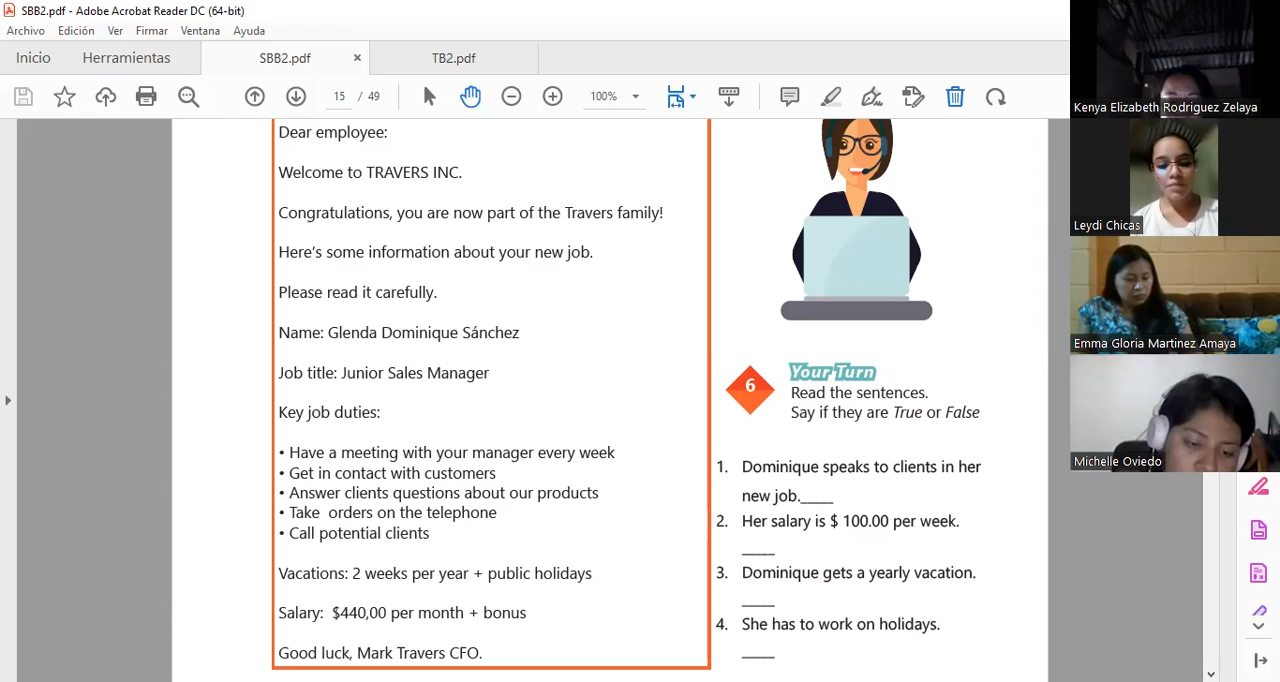 SBB2.pdf - Adobe Acrobat Reader DC (64-bit)
Archivo Edición Ver Firmar Ventana Ayuda
Inicio Herramientas SBB2.pdf × TB2.pdf
15 / 49 100%
Dear employee:
Welcome to TRAVERS INC.
Congratulations, you are now part of the Travers family!
Here's some information about your new job.
Please read it carefully.
Name: Glenda Dominique Sánchez
Job title: Junior Sales Manager
Key job duties:
• Have a meeting with your manager every week
• Get in contact with customers
• Answer clients questions about our products
• Take orders on the telephone
• Call potential clients
Vacations: 2 weeks per year + public holidays
Salary: $440,00 per month + bonus
Good luck, Mark Travers CFO.
6 Your Turn
Read the sentences.
Say if they are True or False
1. Dominique speaks to clients in her
new job._____
2. Her salary is $ 100.00 per week.
_____
3. Dominique gets a yearly vacation.
_____
4. She has to work on holidays.
_____
Kenya Elizabeth Rodriguez Zelaya
Leydi Chicas
Emma Gloria Martinez Amaya
Michelle Oviedo